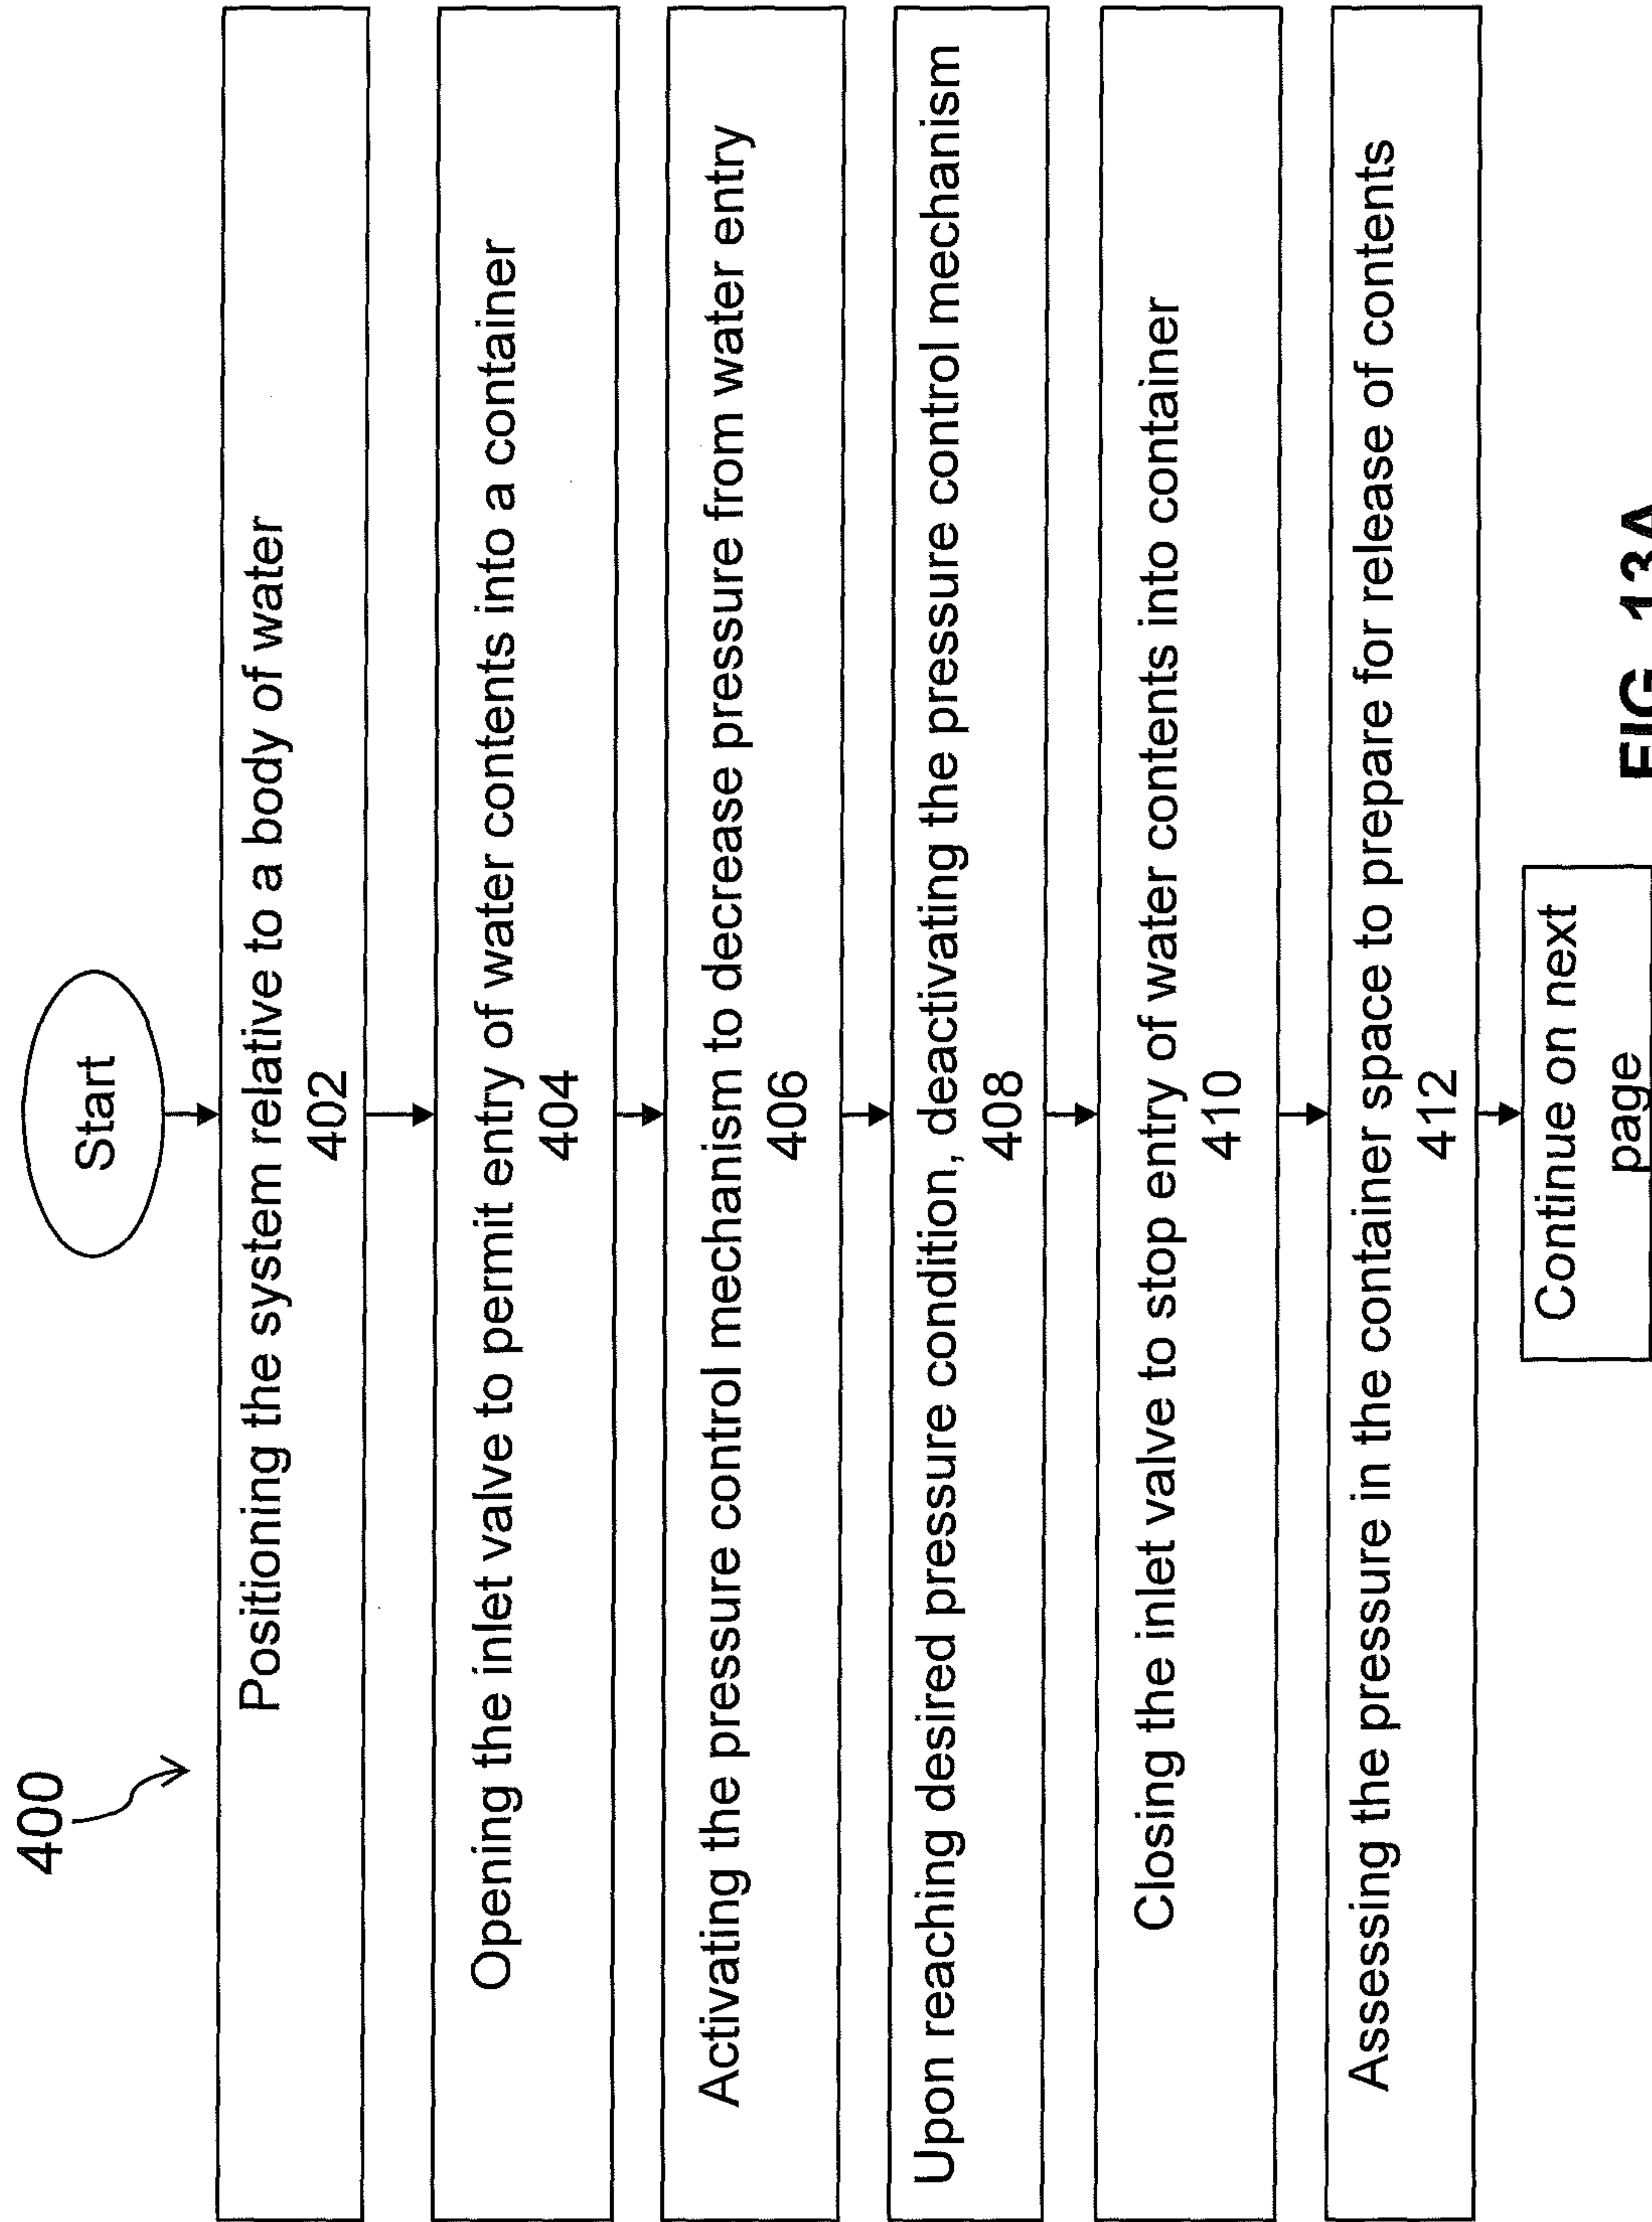 400
Start
Positioning the system relative to a body of water
402
Opening the inlet valve to permit entry of water contents into a container
404
Activating the pressure control mechanism to decrease pressure from water entry
406
Upon reaching desired pressure condition, deactivating the pressure control mechanism
408
Closing the inlet valve to stop entry of water contents into container
410
Assessing the pressure in the container space to prepare for release of contents
412
Continue on next
page
FIG. 13A